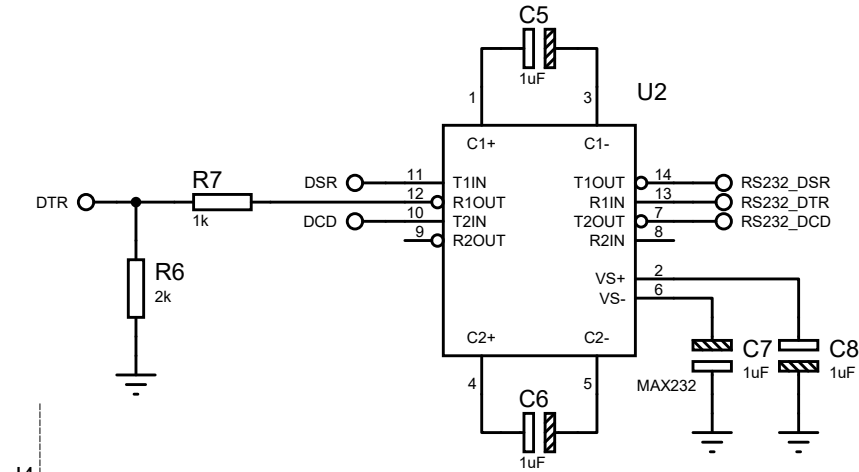 C5
1uF
1
3
U2
C1+
C1-
R7
DSR
11
T1IN
T1OUT
14
RS232_DSR
DTR
12
R1OUT
R1IN
13
RS232_DTR
1k
DCD
10
T2IN
T2OUT
7
RS232_DCD
9
R2OUT
R2IN
8
R6
2k
VS+
2
VS-
6
C2+
C2-
C7
1uF
C8
1uF
4
5
MAX232
C6
1uF